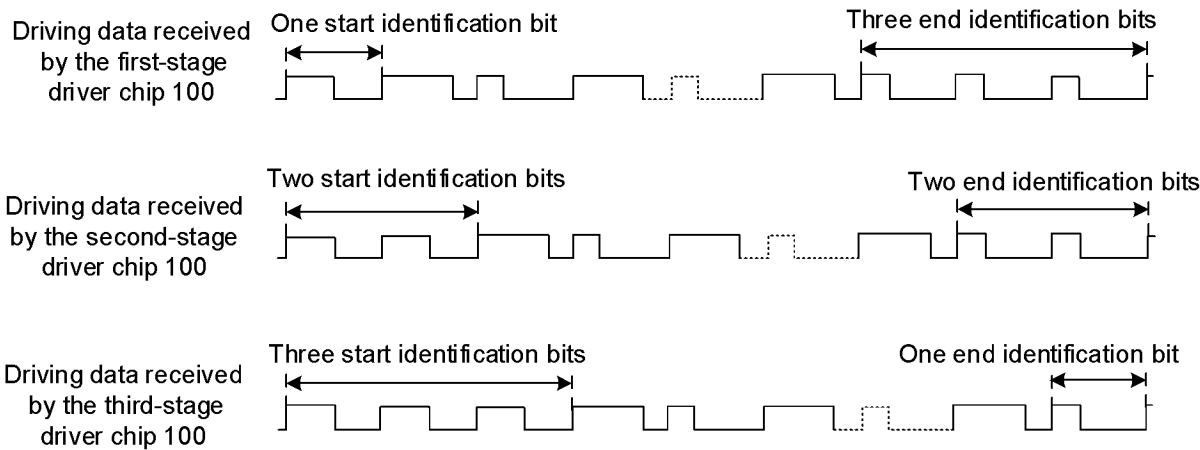 Driving data received
by the first-stage
driver chip 100
One start identification bit
Three end identification bits
Driving data received
by the second-stage
driver chip 100
Two start identification bits
Two end identification bits
Driving data received
by the third-stage
driver chip 100
Three start identification bits
One end identification bit